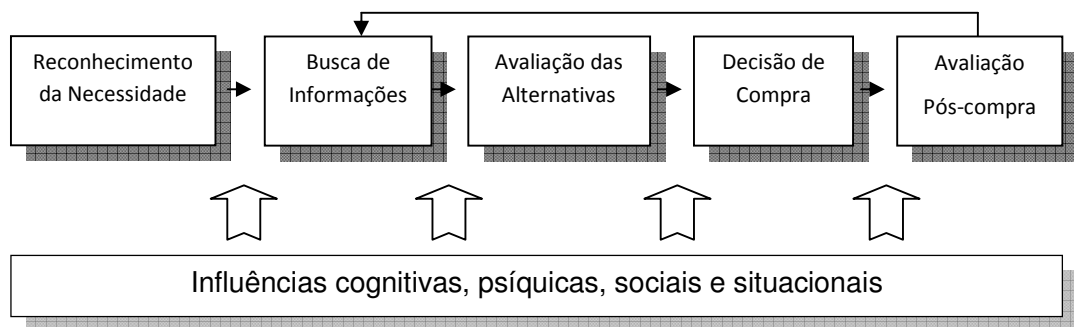 Reconhecimento
da Necessidade
Busca de
Informações
Avaliação das
Alternativas
Decisão de
Compra
Avaliação
Pós-compra
Influências cognitivas, psíquicas, sociais e situacionais